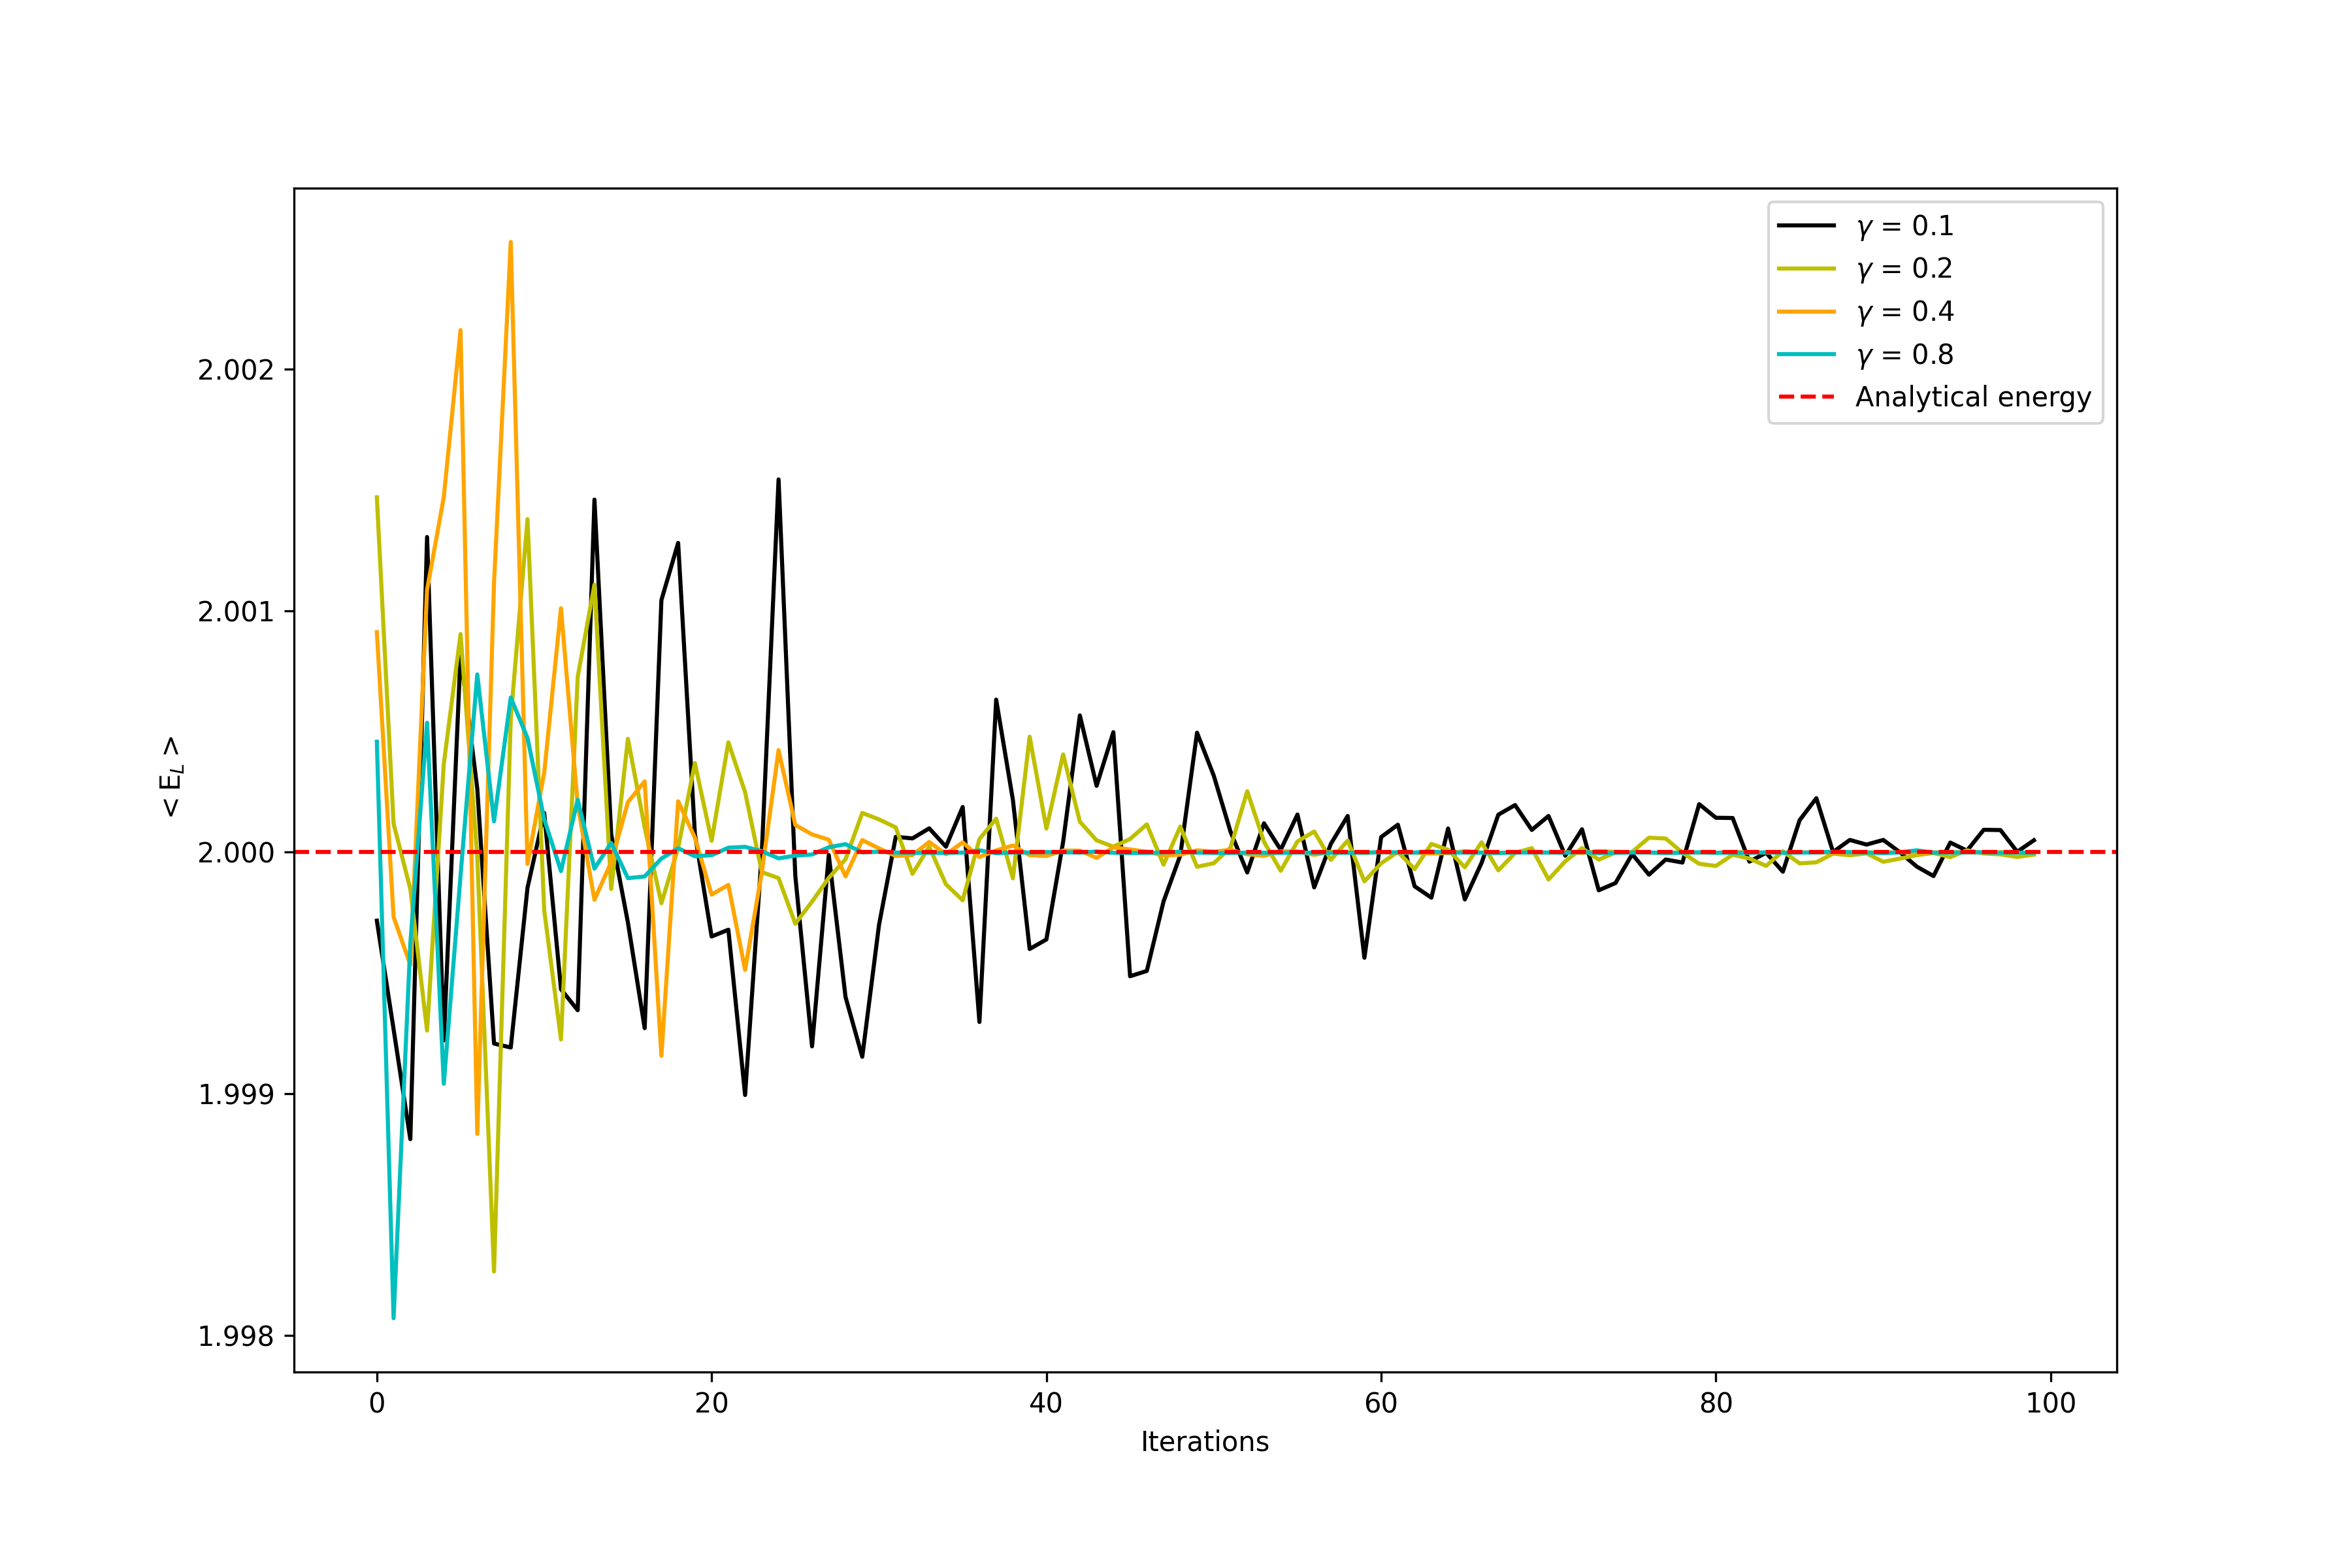 γ = 0.1
γ = 0.2
γ = 0.4
γ = 0.8
Analytical energy
2.002
2.001
2.000
1.999
1.998
<E_L>
0 20 40 60 80 100
Iterations